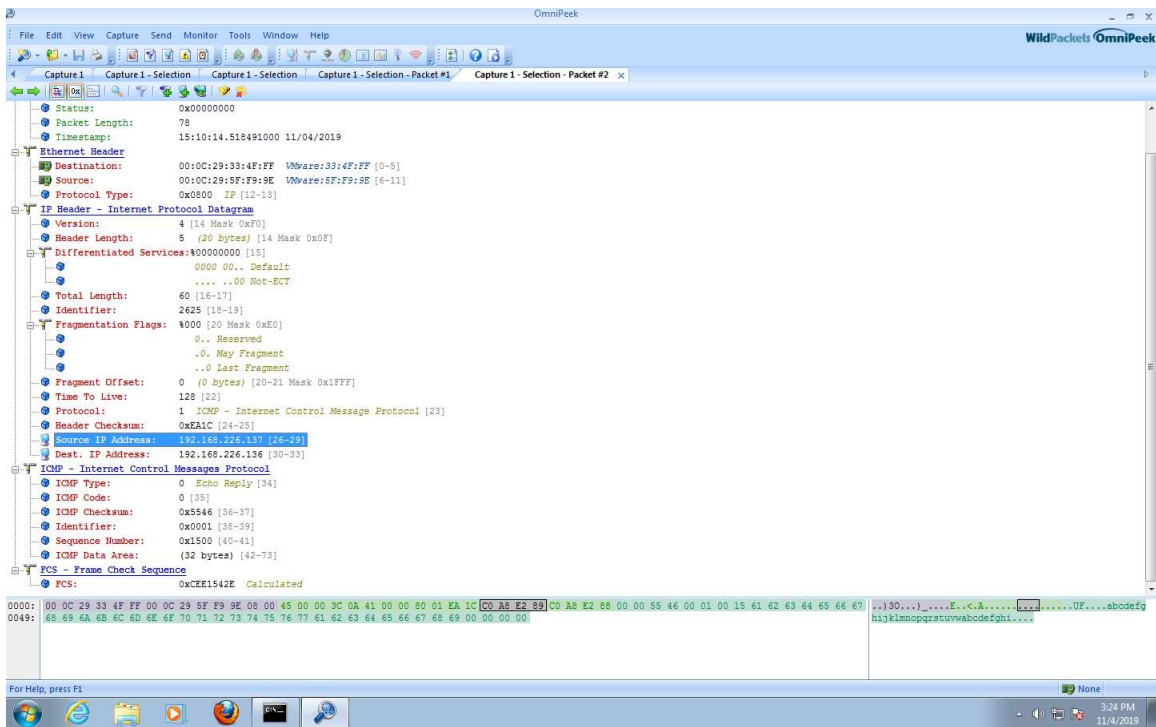 OmniPeek
File Edit View Capture Send Monitor Tools Window Help
WildPackets OmniPeek
Capture 1 Capture 1 - Selection Capture 1 - Selection Capture 1 - Selection - Packet #1 Capture 1 - Selection - Packet #2
Status: 0x00000000
Packet Length: 78
Timestamp: 15:10:14.518491000 11/04/2019
Ethernet Header
Destination: 00:0C:29:33:4F:FF VMware:33:4F:FF [0-5]
Source: 00:0C:29:5F:F9:9E VMware:5F:F9:9E [6-11]
Protocol Type: 0x0800 IP [12-13]
IP Header - Internet Protocol Datagram
Version: 4 [14 Mask 0xF0]
Header Length: 5 (20 bytes) [14 Mask 0x0F]
Differentiated Services:%00000000 [15]
0000 00.. Default
.... ..00 Not-ECT
Total Length: 60 [16-17]
Identifier: 2625 [18-19]
Fragmentation Flags: %000 [20 Mask 0xE0]
0.. Reserved
.0. May Fragment
..0 Last Fragment
Fragment Offset: 0 (0 bytes) [20-21 Mask 0x1FFF]
Time To Live: 128 [22]
Protocol: 1 ICMP - Internet Control Message Protocol [23]
Header Checksum: 0xEA1C [24-25]
Source IP Address: 192.168.226.137 [26-29]
Dest. IP Address: 192.168.226.136 [30-33]
ICMP - Internet Control Messages Protocol
ICMP Type: 0 Echo Reply [34]
ICMP Code: 0 [35]
ICMP Checksum: 0x5546 [36-37]
Identifier: 0x0001 [38-39]
Sequence Number: 0x1500 [40-41]
ICMP Data Area: (32 bytes) [42-73]
FCS - Frame Check Sequence
FCS: 0xCEE1542E Calculated
0000: 00 0C 29 33 4F FF 00 0C 29 5F F9 9E 08 00 45 00 00 3C 0A 41 00 00 80 01 EA 1C C0 A8 E2 89 C0 A8 E2 88 00 00 55 46 00 01 00 15 61 62 63 64 65 66 67 ..)3O...)_....E..<.A..................UF....abcdefg
0049: 68 69 6A 6B 6C 6D 6E 6F 70 71 72 73 74 75 76 77 61 62 63 64 65 66 67 68 69 00 00 00 00 hijklmnopqrstuvwabcdefghi....
For Help, press F1 None
3:24 PM
11/4/2019